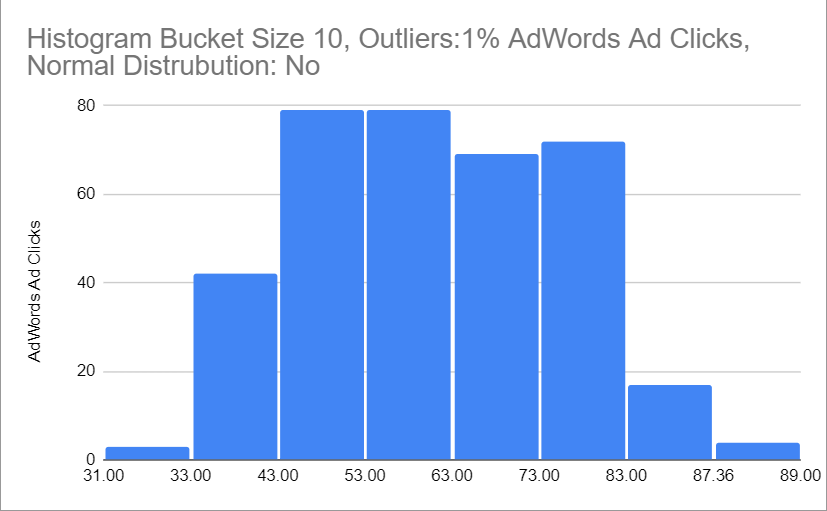 Histogram Bucket Size 10, Outliers:1% AdWords Ad Clicks,
Normal Distrubution: No
AdWords Ad Clicks
80
60
40
20
0
31.00 33.00 43.00 53.00 63.00 73.00 83.00 87.36 89.00